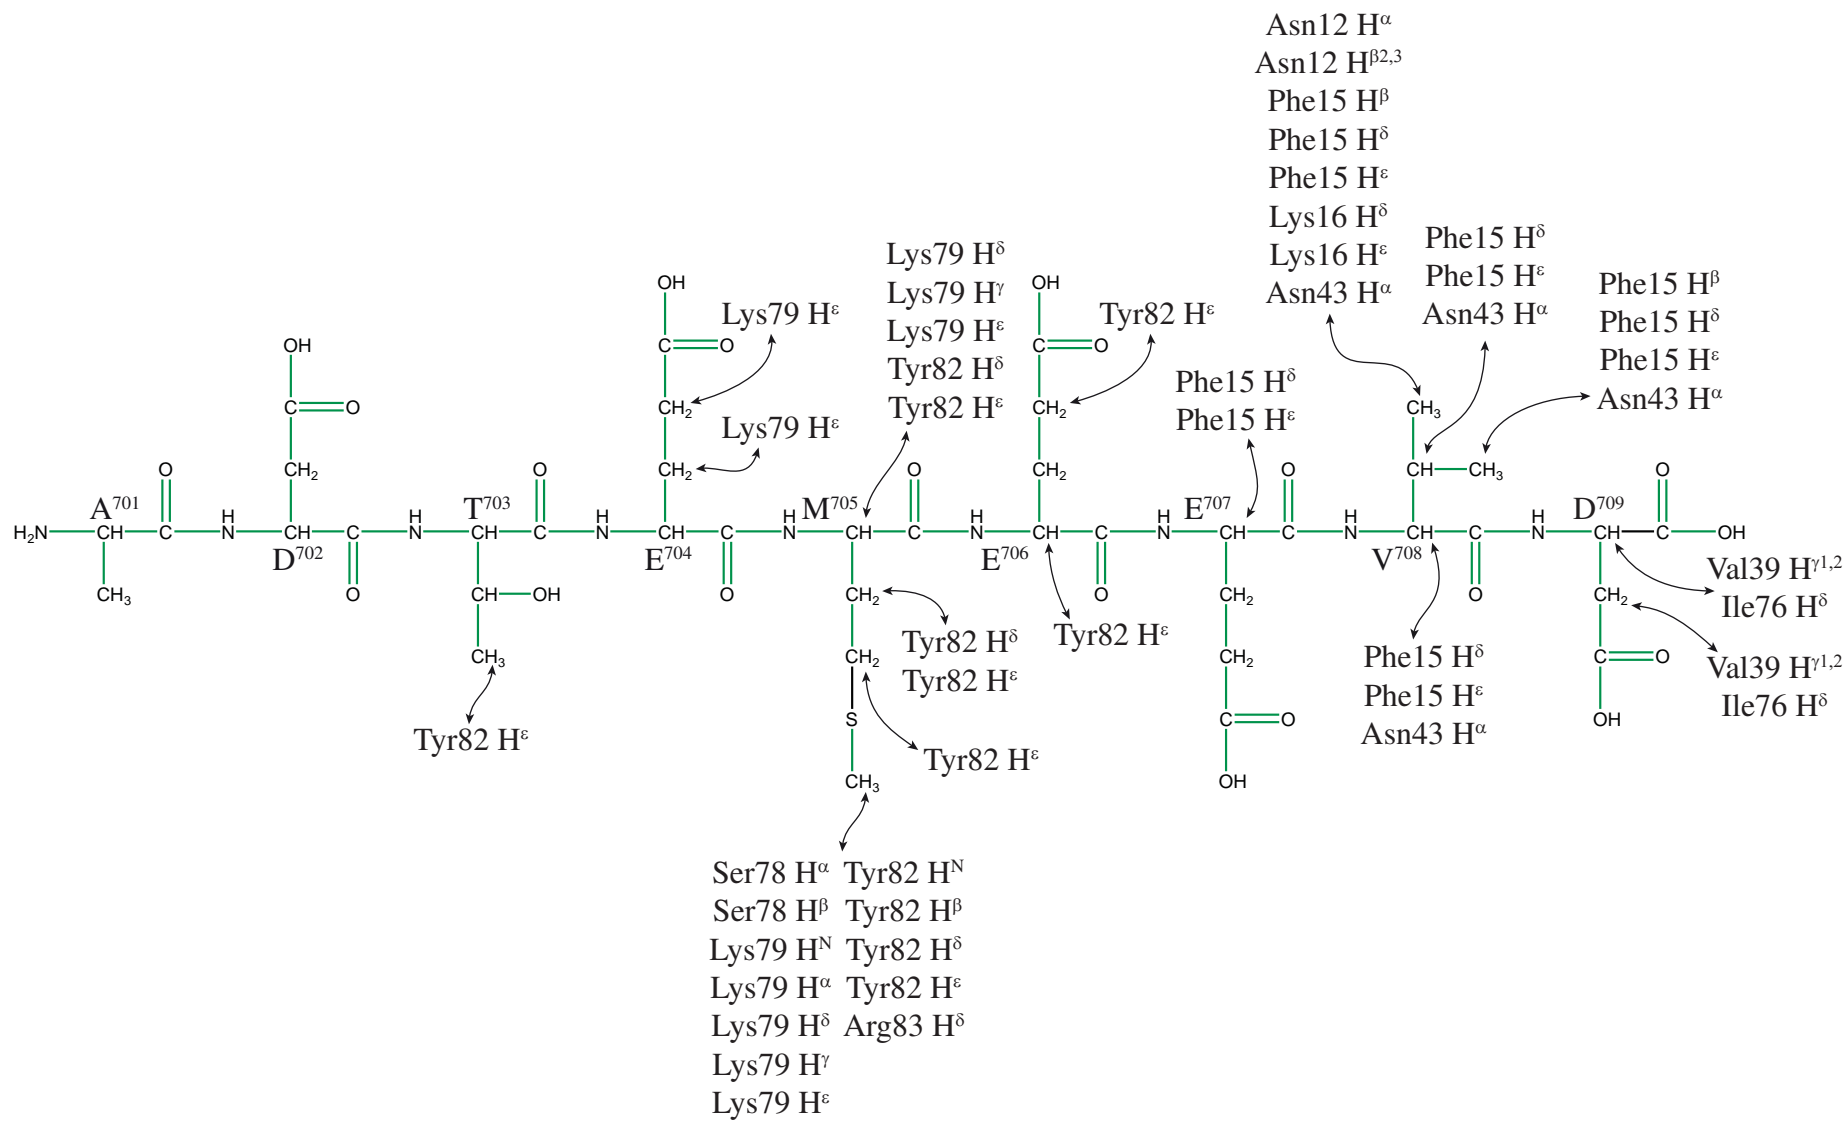 Asn12 Hα
Asn12 Hβ2,3
Phe15 Hβ
Phe15 Hδ
Phe15 Hε
Lys16 Hδ
Lys16 Hε
Asn43 Hα
Phe15 Hδ
Phe15 Hε
Asn43 Hα
Phe15 Hβ
Phe15 Hδ
Phe15 Hε
Asn43 Hα
Lys79 Hδ
Lys79 Hγ
Lys79 Hε
Tyr82 Hδ
Tyr82 Hε
Lys79 Hε
Lys79 Hε
Tyr82 Hε
Phe15 Hδ
Phe15 Hε
OH
OH
OH
C O
C O
C O
CH2
CH2
CH3
CH2
CH2
CH2
CH CH3
O O O O O
H H H H
A701 T703 M705 E707 D709
H2N CH C N CH C N CH C N CH C N CH C N CH C N CH C N CH C N CH C OH
H H H H
D702 E704 E706 V708
O O O O
CH3
CH OH
CH2
CH2
CH2
CH3
CH2
CH2
C O
S
C O
OH
CH3
OH
Tyr82 Hε
Tyr82 Hδ
Tyr82 Hε
Tyr82 Hε
Tyr82 Hε
Phe15 Hδ
Phe15 Hε
Asn43 Hα
Val39 Hγ1,2
Ile76 Hδ
Val39 Hγ1,2
Ile76 Hδ
Ser78 Hα Tyr82 HN
Ser78 Hβ Tyr82 Hβ
Lys79 HN Tyr82 Hδ
Lys79 Hα Tyr82 Hε
Lys79 Hδ Arg83 Hδ
Lys79 Hγ
Lys79 Hε